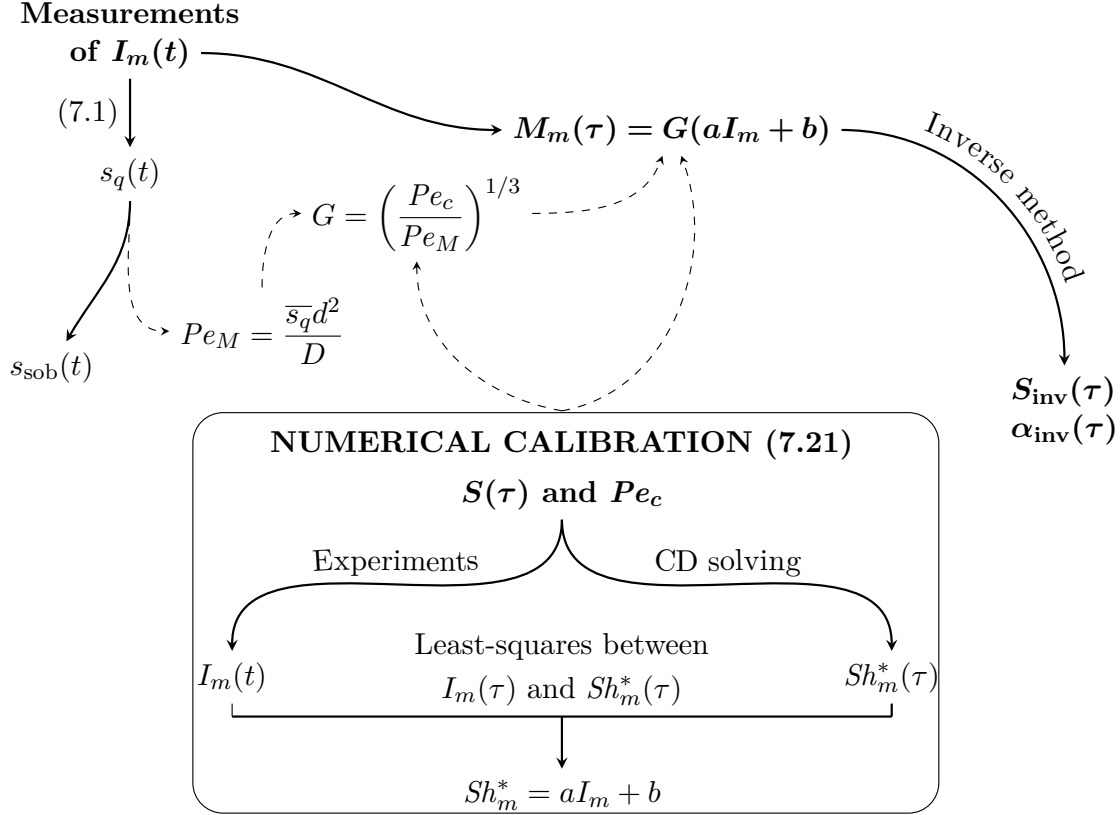 Measurements
of I_m(t)
(7.1)
s_q(t)
s_sob(t)
M_m(τ) = G(aI_m + b)
Inverse method
G = (Pe_c / Pe_M)^{1/3}
Pe_M = \overline{s_q}d^2 / D
S_inv(τ)
α_inv(τ)
NUMERICAL CALIBRATION (7.21)
S(τ) and Pe_c
Experiments
CD solving
I_m(t)
Least-squares between
I_m(τ) and Sh*_m(τ)
Sh*_m(τ)
Sh*_m = aI_m + b